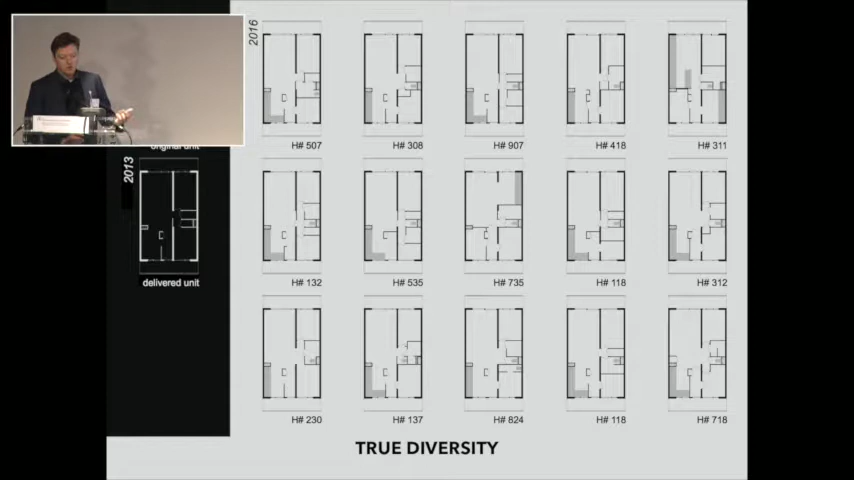 2016
H# 507
H# 308
H# 907
H# 418
H# 311
original unit
2013
delivered unit
H# 132
H# 535
H# 735
H# 118
H# 312
H# 230
H# 137
H# 824
H# 118
H# 718
TRUE DIVERSITY